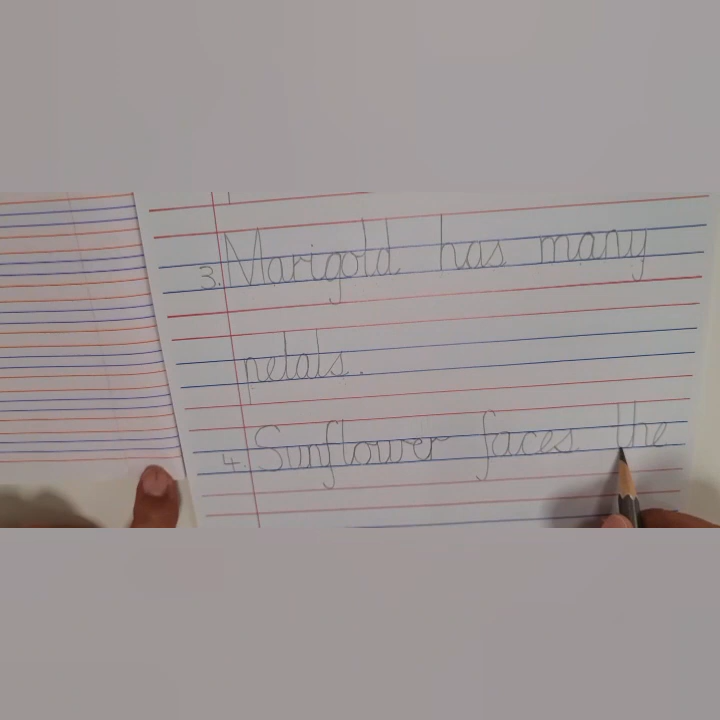 3. Marigold has many
petals.
4. Sunflower faces the